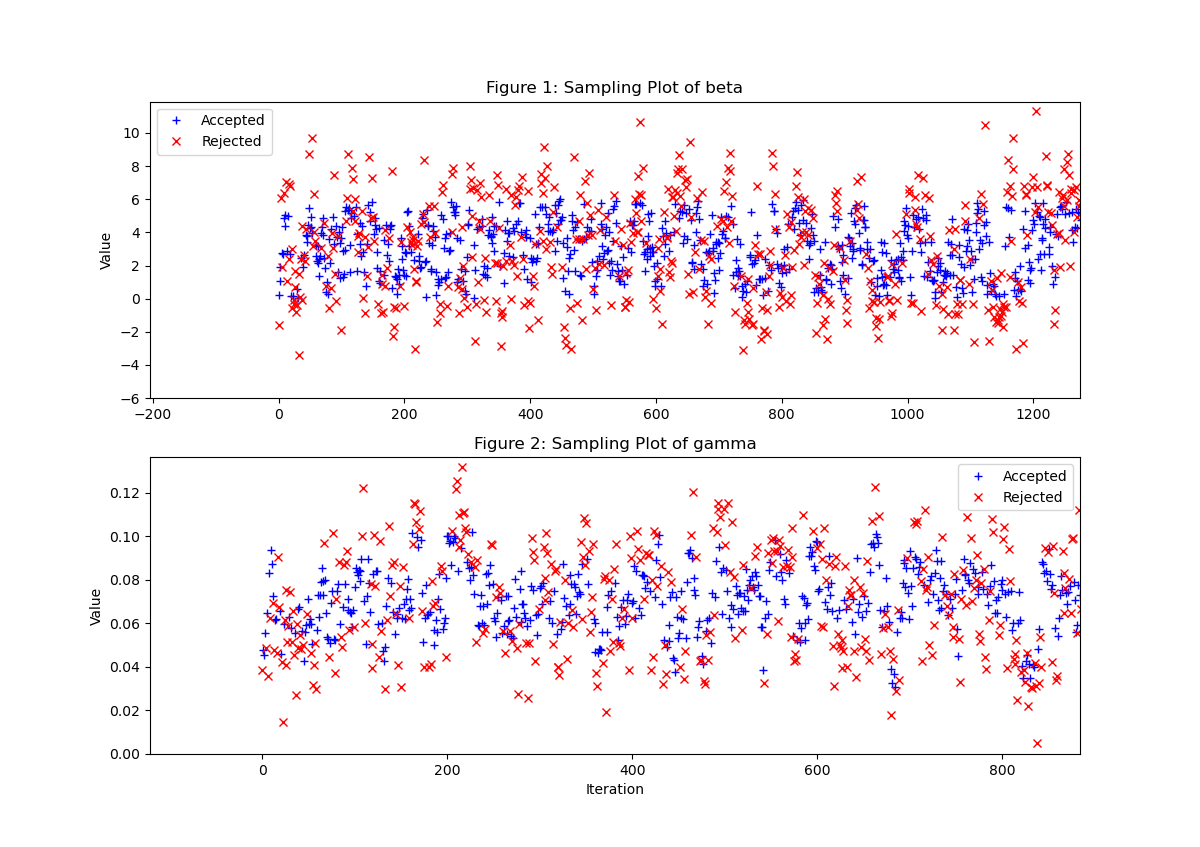 Figure 1: Sampling Plot of beta
Accepted
Rejected
Value
10
8
6
4
2
0
−2
−4
−6
−200 0 200 400 600 800 1000 1200
Figure 2: Sampling Plot of gamma
Accepted
Rejected
Value
0.12
0.10
0.08
0.06
0.04
0.02
0.00
0 200 400 600 800
Iteration